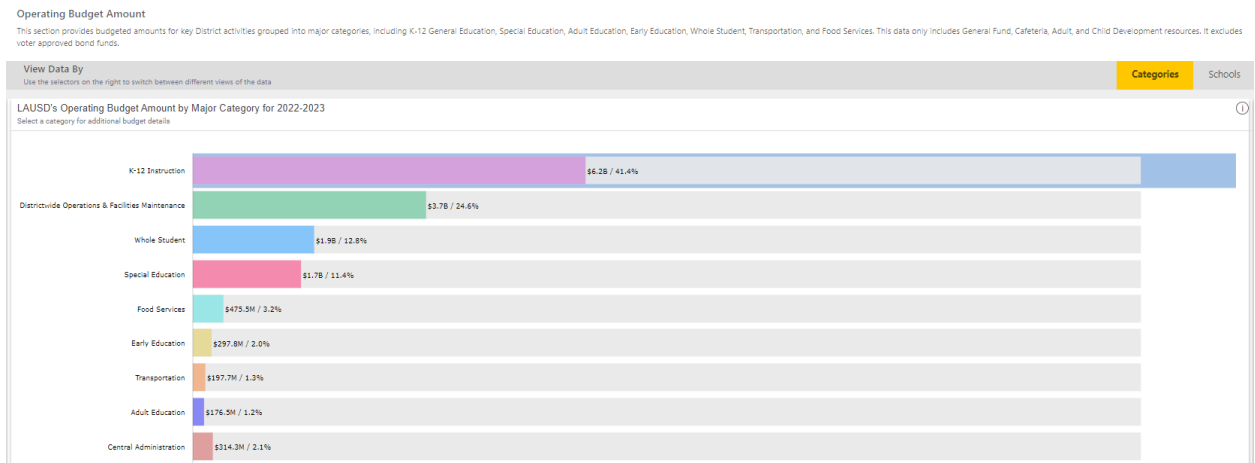 Operating Budget Amount
This section provides budgeted amounts for key District activities grouped into major categories, including K-12 General Education, Special Education, Adult Education, Early Education, Whole Student, Transportation, and Food Services. This data only includes General Fund, Cafeteria, Adult, and Child Development resources. It excludes
voter approved bond funds.
View Data By
Use the selectors on the right to switch between different views of the data
Categories
Schools
LAUSD's Operating Budget Amount by Major Category for 2022-2023
Select a category for additional budget details
K-12 Instruction
$6.2B / 41.4%
Districtwide Operations & Facilities Maintenance
$3.7B / 24.6%
Whole Student
$1.9B / 12.8%
Special Education
$1.7B / 11.4%
Food Services
$475.5M / 3.2%
Early Education
$297.8M / 2.0%
Transportation
$197.7M / 1.3%
Adult Education
$176.5M / 1.2%
Central Administration
$314.3M / 2.1%